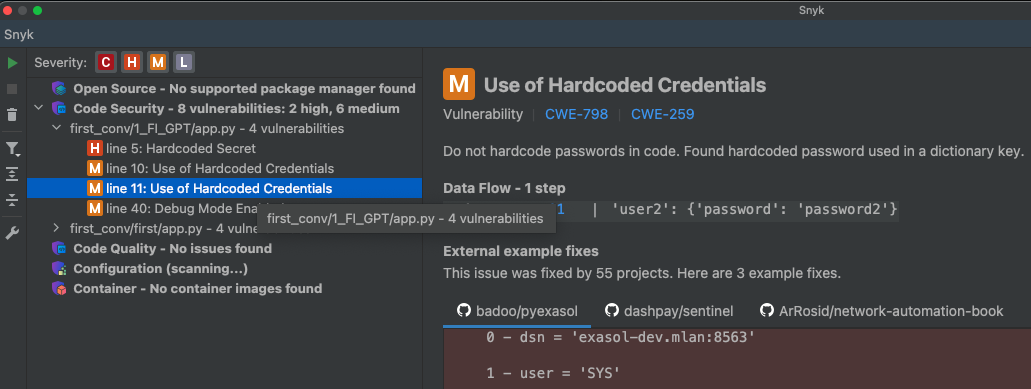 Snyk
Snyk
Severity: C H M L
Open Source - No supported package manager found
Code Security - 8 vulnerabilities: 2 high, 6 medium
first_conv/1_FI_GPT/app.py - 4 vulnerabilities
H line 5: Hardcoded Secret
M line 10: Use of Hardcoded Credentials
M line 11: Use of Hardcoded Credentials
M line 40: Debug Mode
first_conv/1_FI_GPT/app.py - 4 vulnerabilities
first_conv/first/app.py - 4
Code Quality - No issues found
Configuration (scanning...)
Container - No container images found
M Use of Hardcoded Credentials
Vulnerability | CWE-798 | CWE-259
Do not hardcode passwords in code. Found hardcoded password used in a dictionary key.
Data Flow - 1 step
1 | 'user2': {'password': 'password2'}
External example fixes
This issue was fixed by 55 projects. Here are 3 example fixes.
badoo/pyexasol dashpay/sentinel ArRosid/network-automation-book
0 - dsn = 'exasol-dev.mlan:8563'
1 - user = 'SYS'